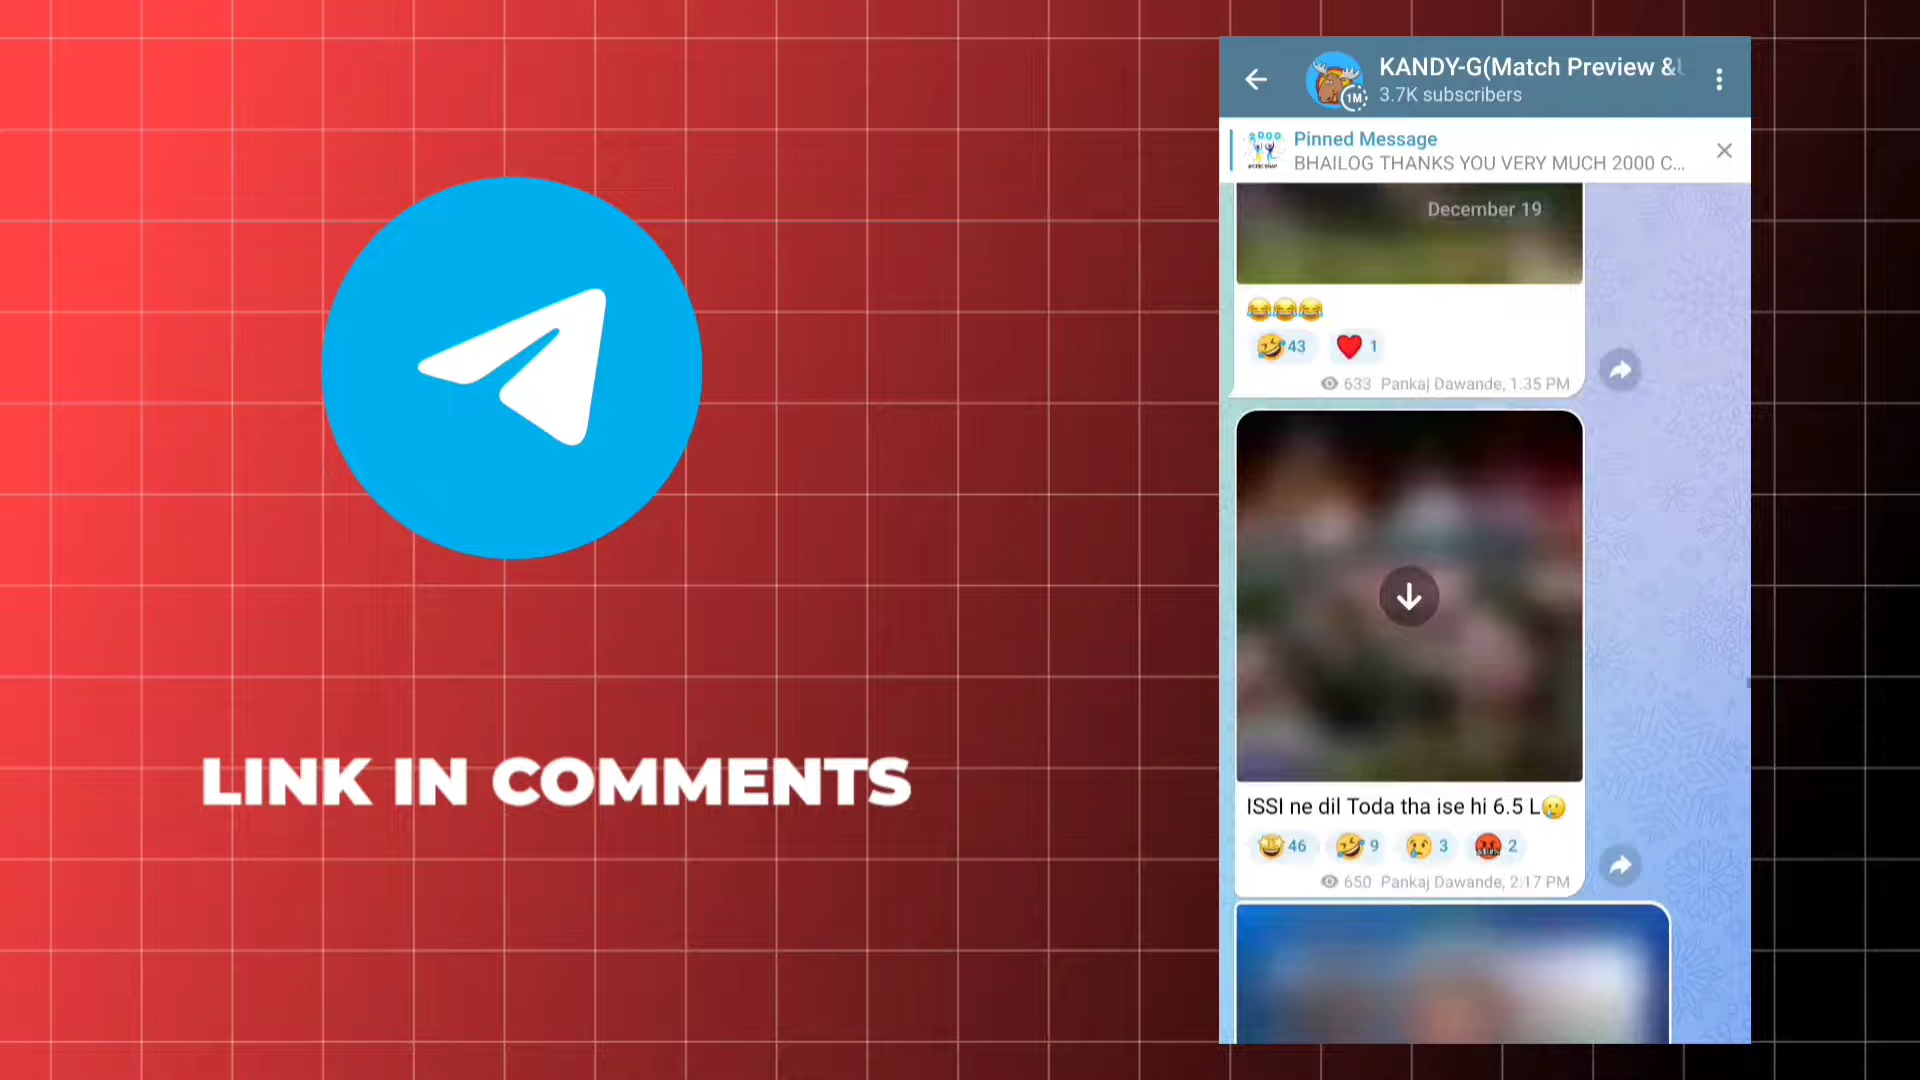 LINK IN COMMENTS
KANDY-G(Match Preview &
3.7K subscribers
1M
Pinned Message
BHAILOG THANKS YOU VERY MUCH 2000 C...
2000
December 19
😂😂😂
🤣 43 ❤️ 1
633 Pankaj Dawande, 1.35 PM
ISSI ne dil Toda tha ise hi 6.5 L🥲
🤩 46 🤣 9 😢 3 🤬 2
650 Pankaj Dawande, 2:17 PM